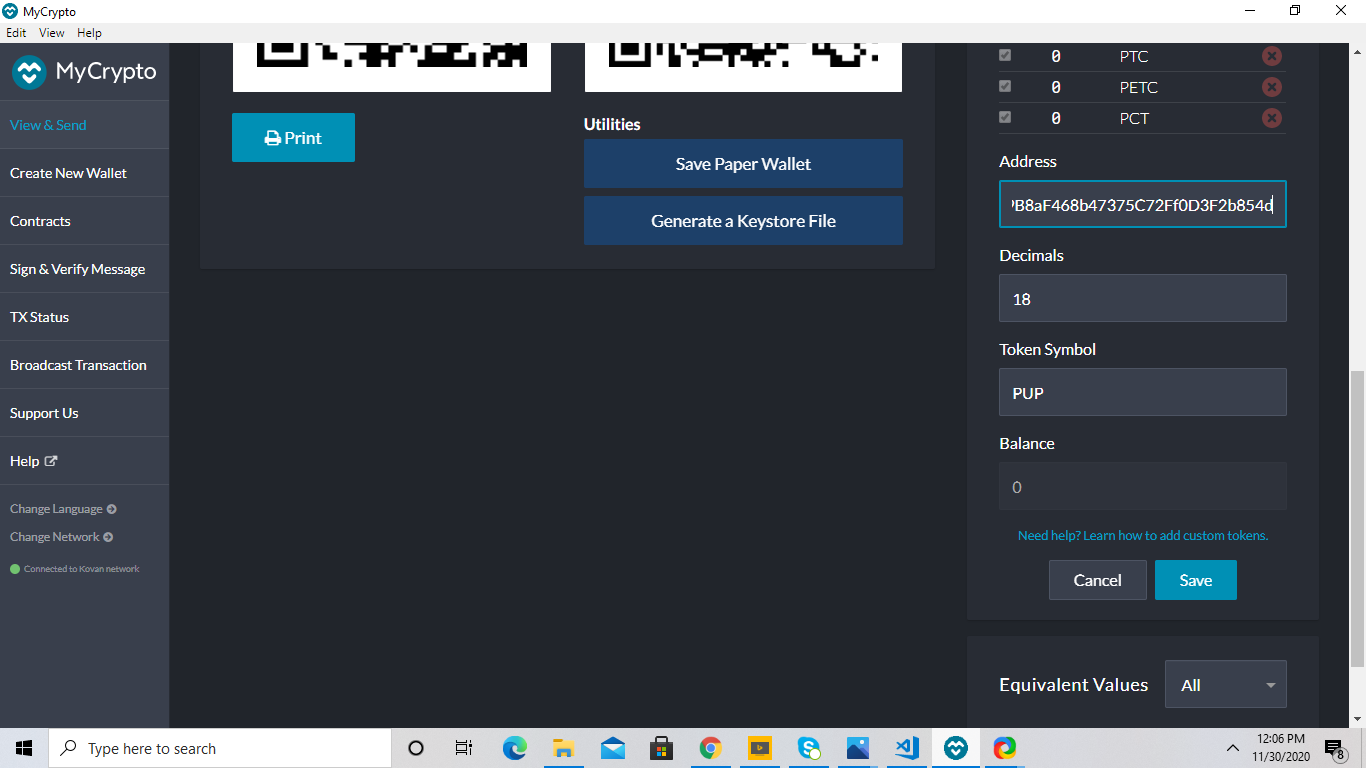 MyCrypto
Edit View Help
MyCrypto
View & Send
Create New Wallet
Contracts
Sign & Verify Message
TX Status
Broadcast Transaction
Support Us
Help
Change Language
Change Network
Connected to Kovan network
Print
Utilities
Save Paper Wallet
Generate a Keystore File
0 PTC
0 PETC
0 PCT
Address
B8aF468b47375C72Ff0D3F2b854d
Decimals
18
Token Symbol
PUP
Balance
0
Need help? Learn how to add custom tokens.
Cancel Save
Equivalent Values All
Type here to search
12:06 PM
11/30/2020
8